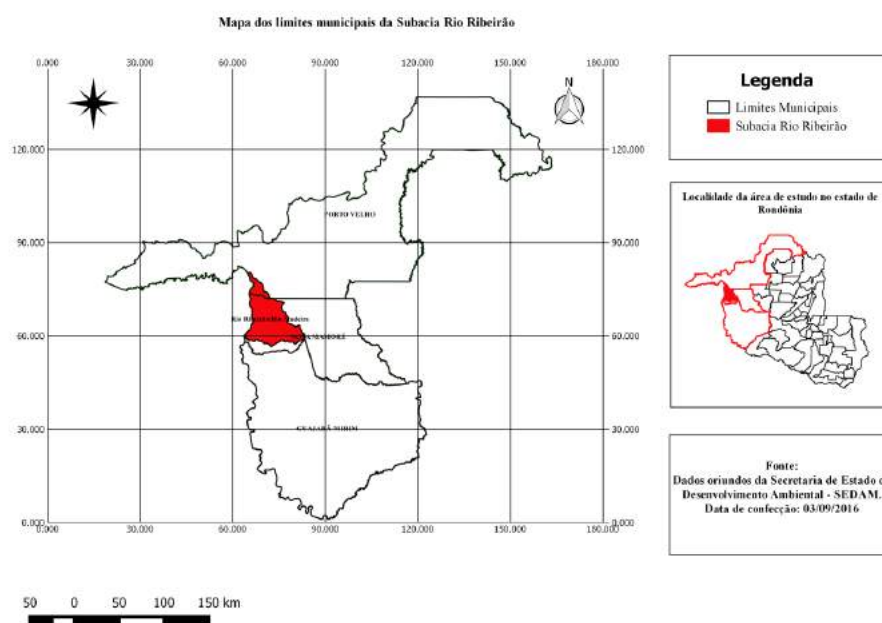 Mapa dos limites municipais da Subacia Rio Ribeirão
0.000 30.000 60.000 90.000 120.000 150.000 180.000
N
120.000 120.000
PORTO VELHO
90.000 90.000
Rio Ribeirão
60.000 60.000
GUAJARÁ MIRIM
30.000 30.000
0.000 0.000
0.000 30.000 60.000 90.000 120.000 150.000 180.000
50 0 50 100 150 km
Legenda
Limites Municipais
Subacia Rio Ribeirão
Localidade da área de estudo no estado de
Rondônia
Fonte:
Dados oriundos da Secretaria de Estado d
Desenvolvimento Ambiental - SEDAM.
Data de confecção: 03/09/2016